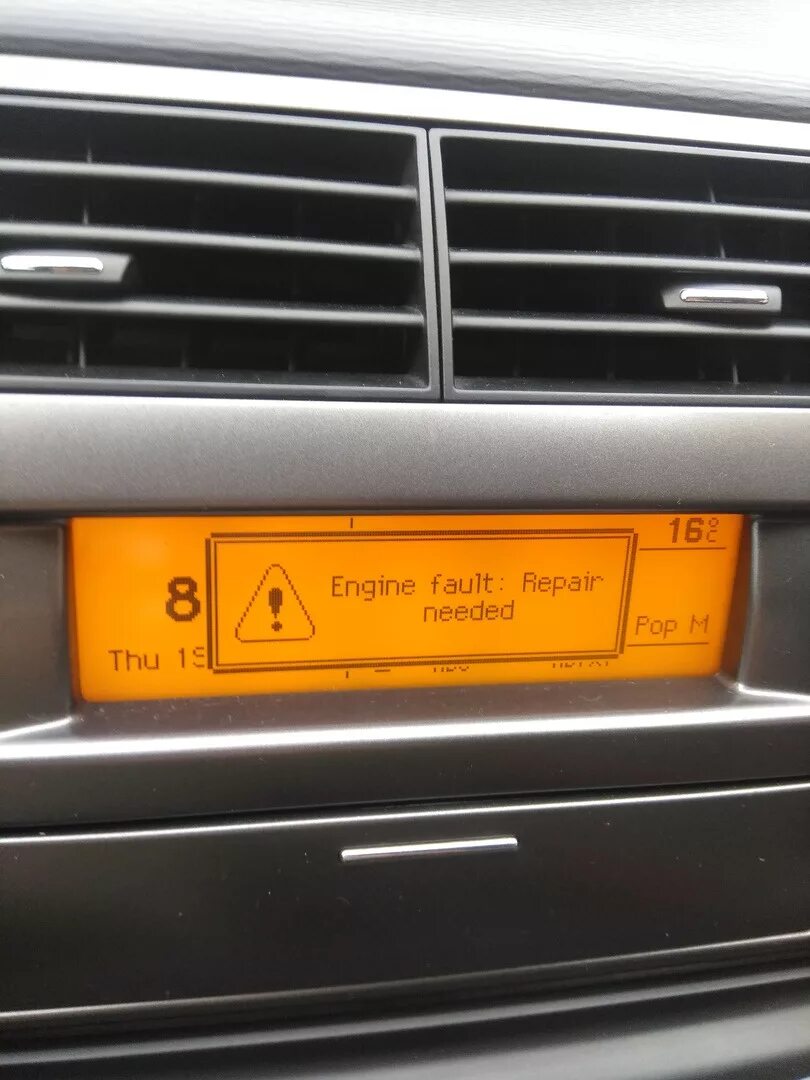 16°C
8
Engine fault: Repair
needed
Pop M
Thu